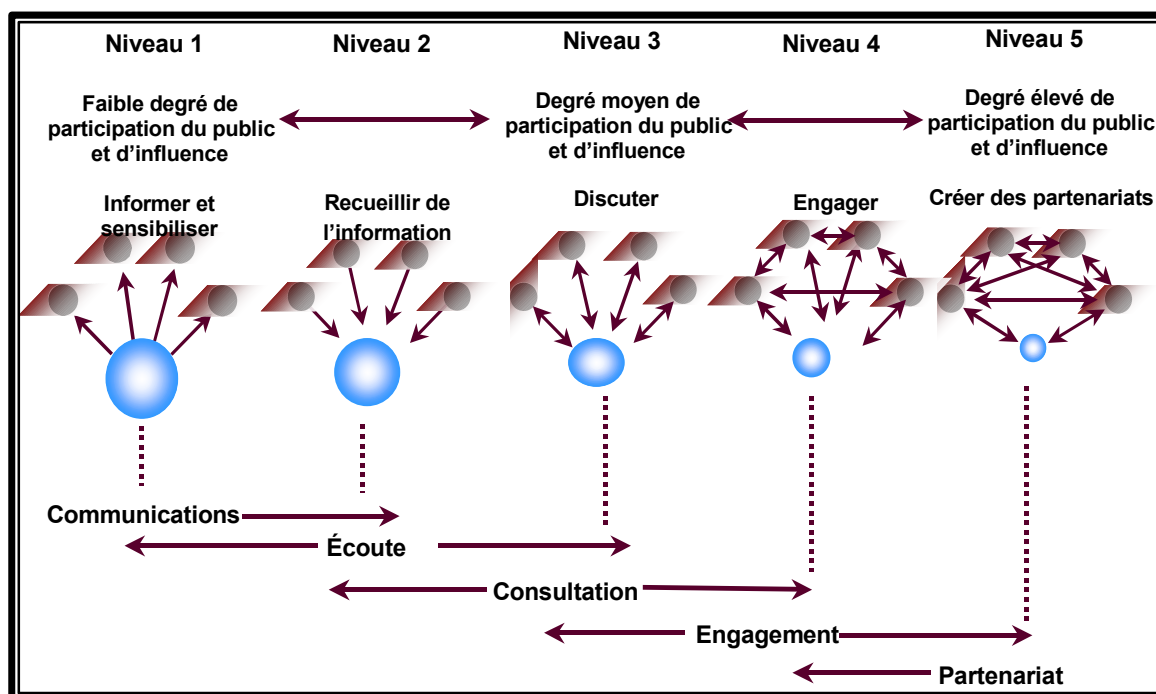 Niveau 1
Niveau 2
Niveau 3
Niveau 4
Niveau 5
Faible degré de
participation du public
et d’influence
Degré moyen de
participation du public
et d’influence
Degré élevé de
participation du public
et d’influence
Informer et
sensibiliser
Recueillir de
l’information
Discuter
Engager
Créer des partenariats
Communications
Écoute
Consultation
Engagement
Partenariat